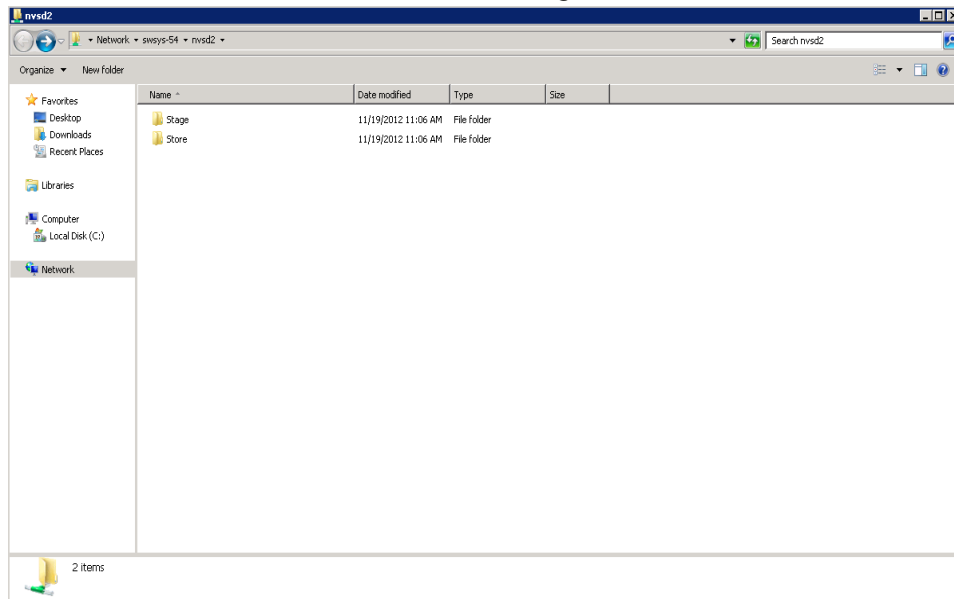 nvsd2
Network swsys-54 nvsd2 Search nvsd2
Organize New folder
Favorites
Desktop
Downloads
Recent Places
Libraries
Computer
Local Disk (C:)
Network
Name Date modified Type Size
Stage 11/19/2012 11:06 AM File folder
Store 11/19/2012 11:06 AM File folder
2 items